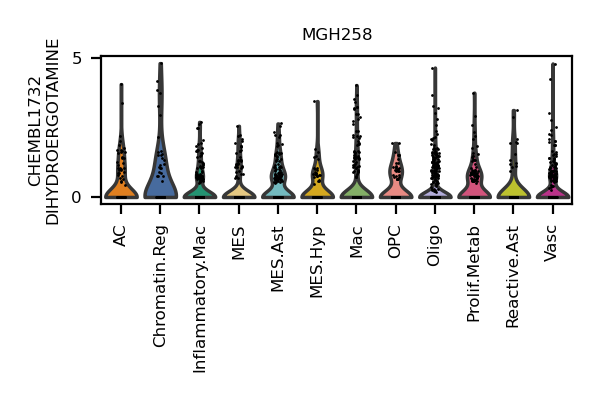 MGH258
CHEMBL1732
DIHYDROERGOTAMINE
5
0
AC
Chromatin.Reg
Inflammatory.Mac
MES
MES.Ast
MES.Hyp
Mac
OPC
Oligo
Prolif.Metab
Reactive.Ast
Vasc